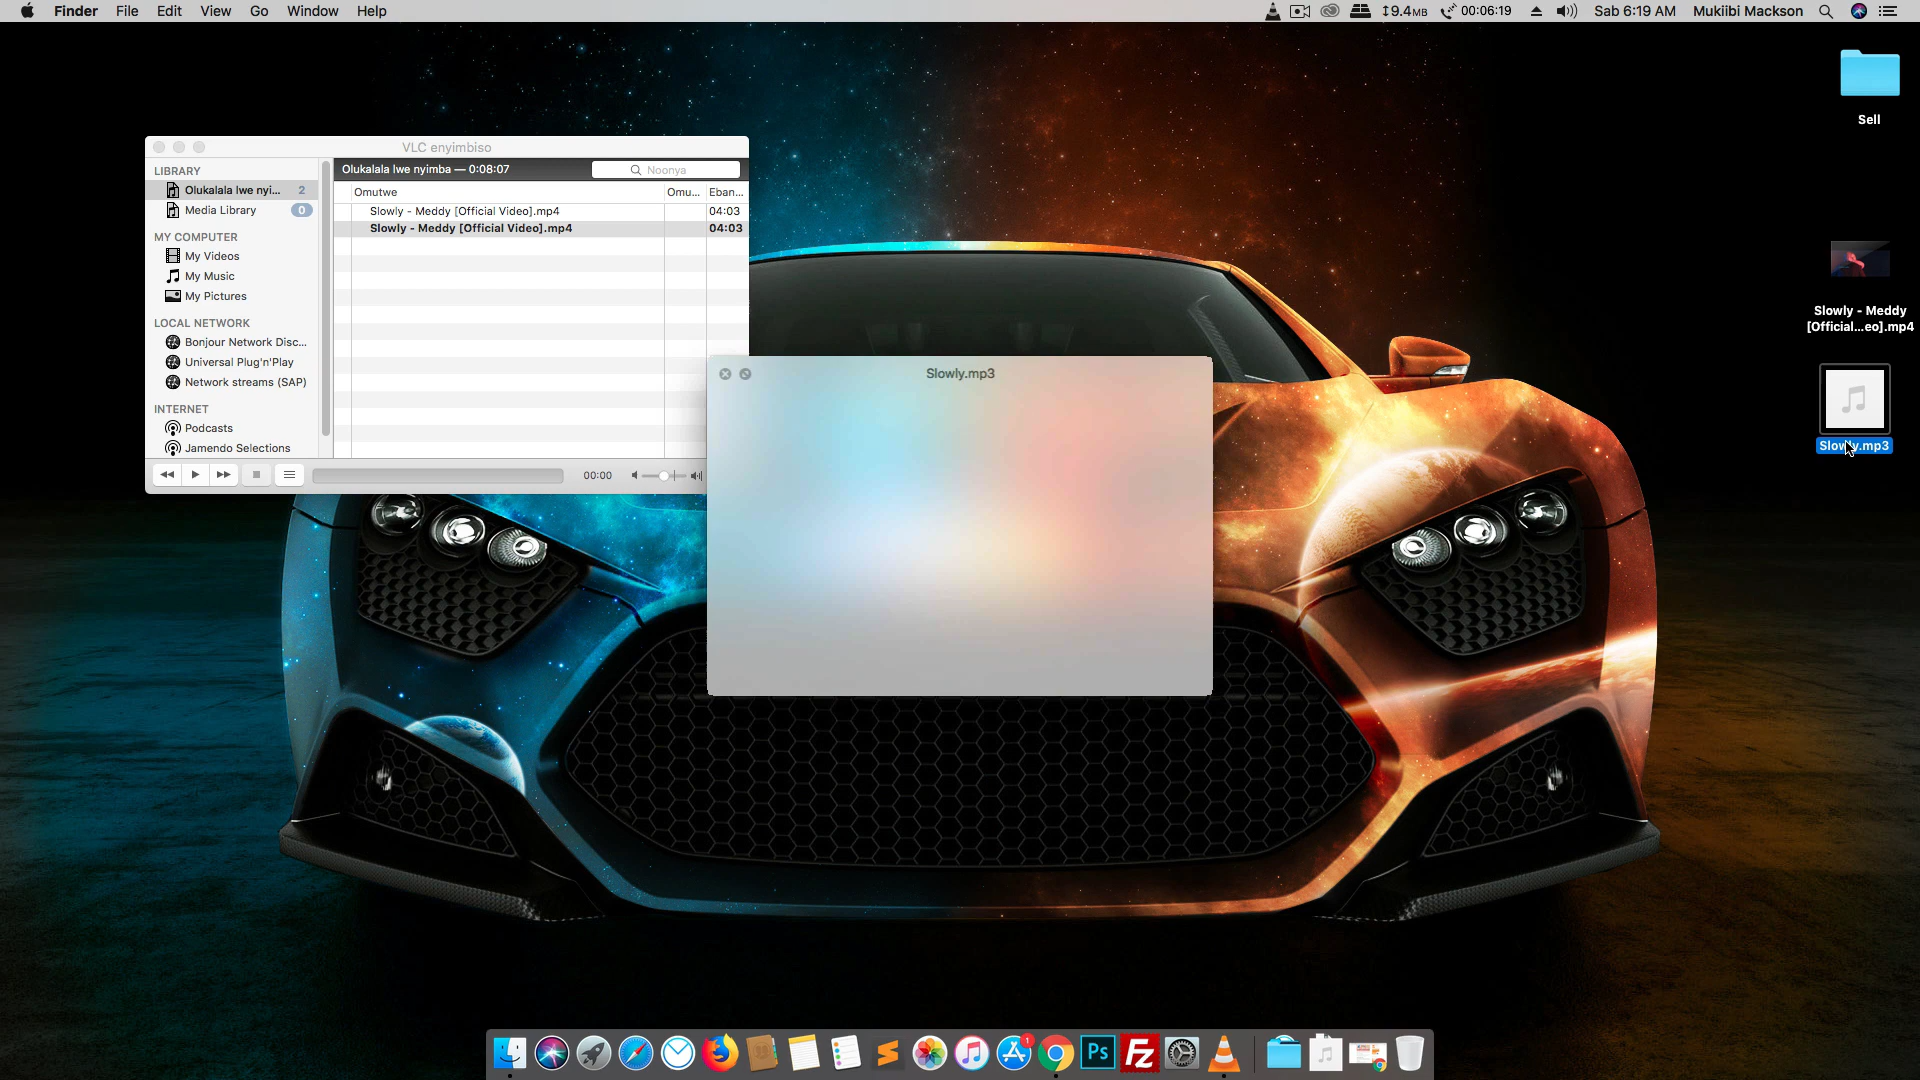 Finder File Edit View Go Window Help
9.4MB 00:06:19 Sab 6:19 AM Mukiibi Mackson
Sell
Slowly - Meddy
[Official...eo].mp4
Slowly.mp3
VLC enyimbiso
LIBRARY
Olukalala lwe nyi... 2
Media Library 0
MY COMPUTER
My Videos
My Music
My Pictures
LOCAL NETWORK
Bonjour Network Disc...
Universal Plug'n'Play
Network streams (SAP)
INTERNET
Podcasts
Jamendo Selections
Olukalala lwe nyimba — 0:08:07 Noonya
Omutwe Omu... Eban...
Slowly - Meddy [Official Video].mp4 04:03
Slowly - Meddy [Official Video].mp4 04:03
00:00
Slowly.mp3
1
Ps
Fz